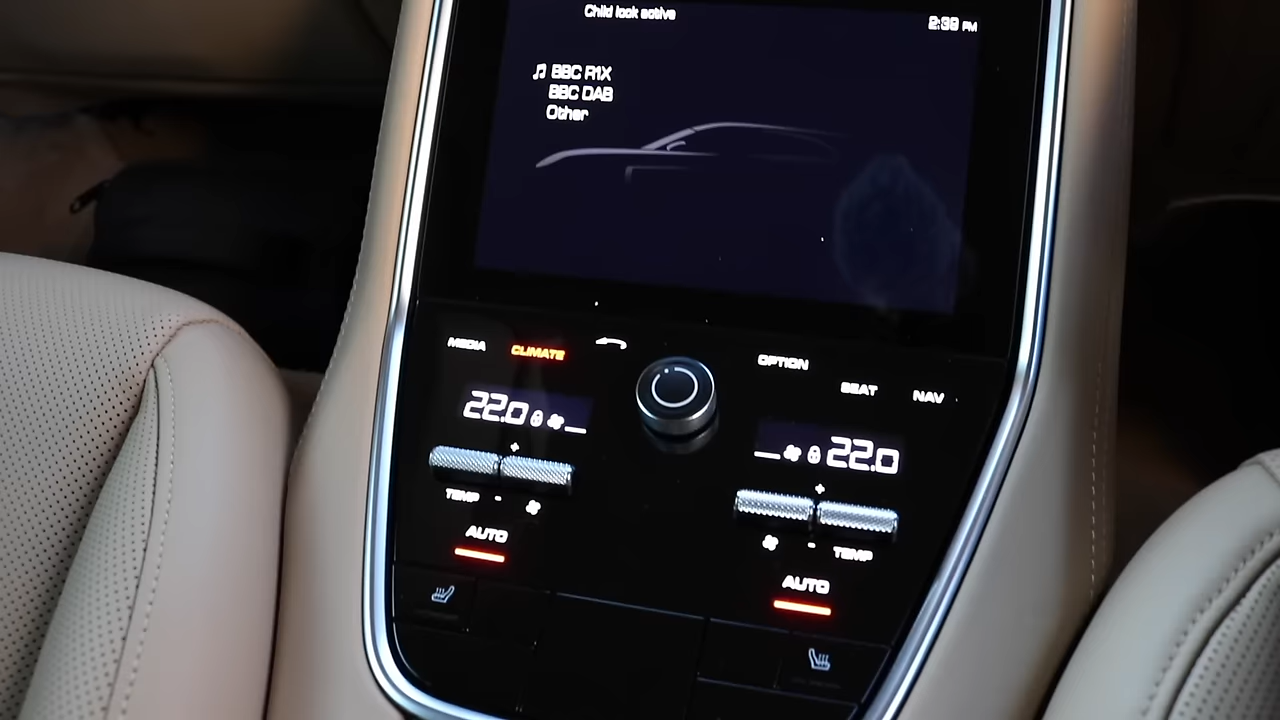 Child lock active
2:39 PM
BBC R1X
BBC DAB
Other
MEDIA
CLIMATE
OPTION
SEAT
NAV
22.0
22.0
+
+
TEMP -
- TEMP
AUTO
AUTO